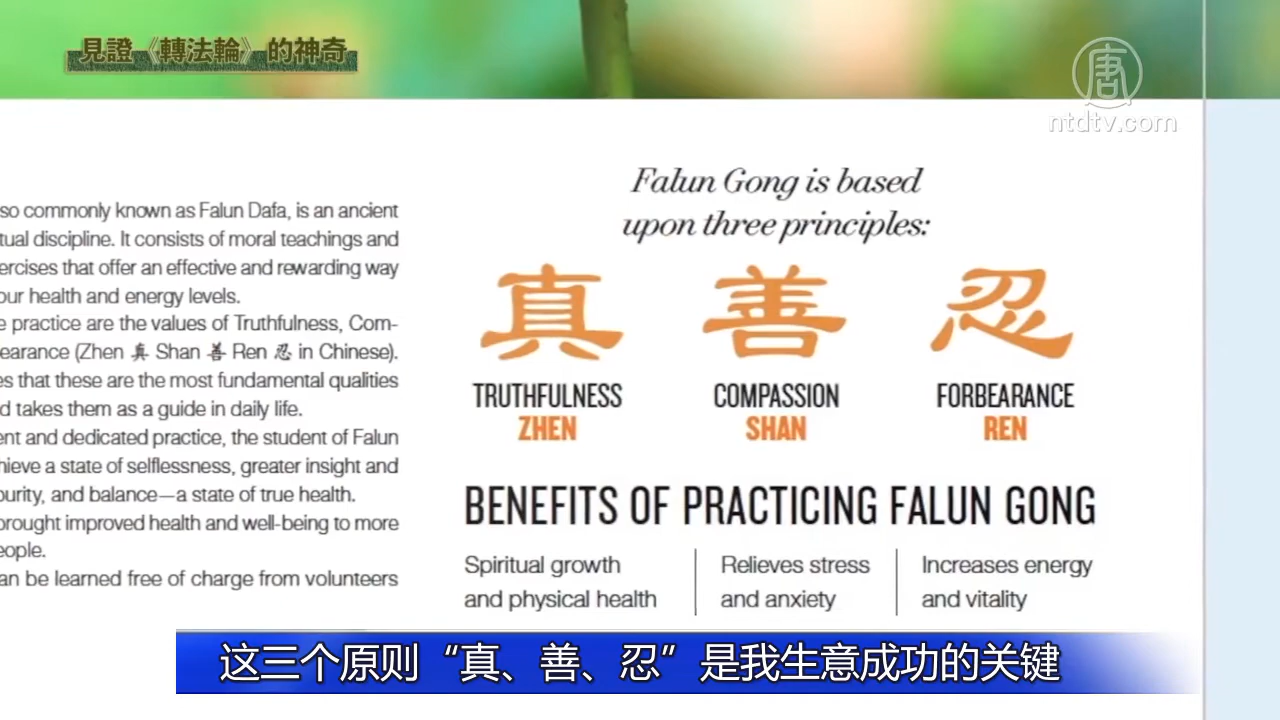 見證《轉法輪》的神奇
唐
ntdtv.com
so commonly known as Falun Dafa, is an ancient
tual discipline. It consists of moral teachings and
ercises that offer an effective and rewarding way
our health and energy levels.
e practice are the values of Truthfulness, Com-
earance (Zhen 真 Shan 善 Ren 忍 in Chinese).
es that these are the most fundamental qualities
d takes them as a guide in daily life.
ent and dedicated practice, the student of Falun
hieve a state of selflessness, greater insight and
purity, and balance—a state of true health.
brought improved health and well-being to more
eople.
an be learned free of charge from volunteers
Falun Gong is based
upon three principles:
真 善 忍
TRUTHFULNESS COMPASSION FORBEARANCE
ZHEN SHAN REN
BENEFITS OF PRACTICING FALUN GONG
Spiritual growth
and physical health
Relieves stress
and anxiety
Increases energy
and vitality
这三个原则“真、善、忍”是我生意成功的关键